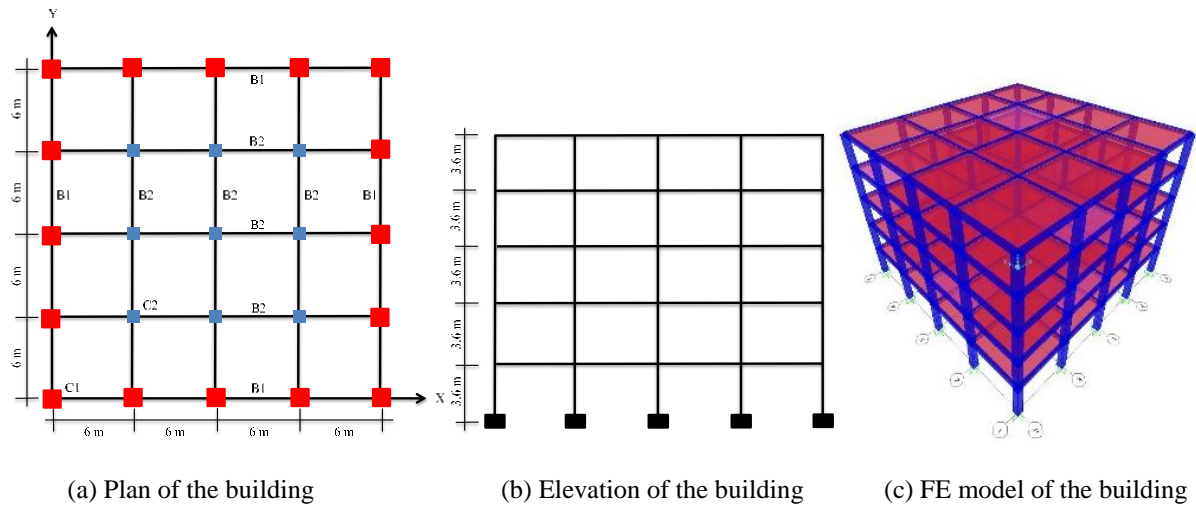 Y
B1
6 m
B2
6 m
B1
B2
B2
B2
B1
B2
6 m
C2
B2
6 m
C1
B1
X
6 m
6 m
6 m
6 m
3.6 m
3.6 m
3.6 m
3.6 m
3.6 m
(a) Plan of the building
(b) Elevation of the building
(c) FE model of the building